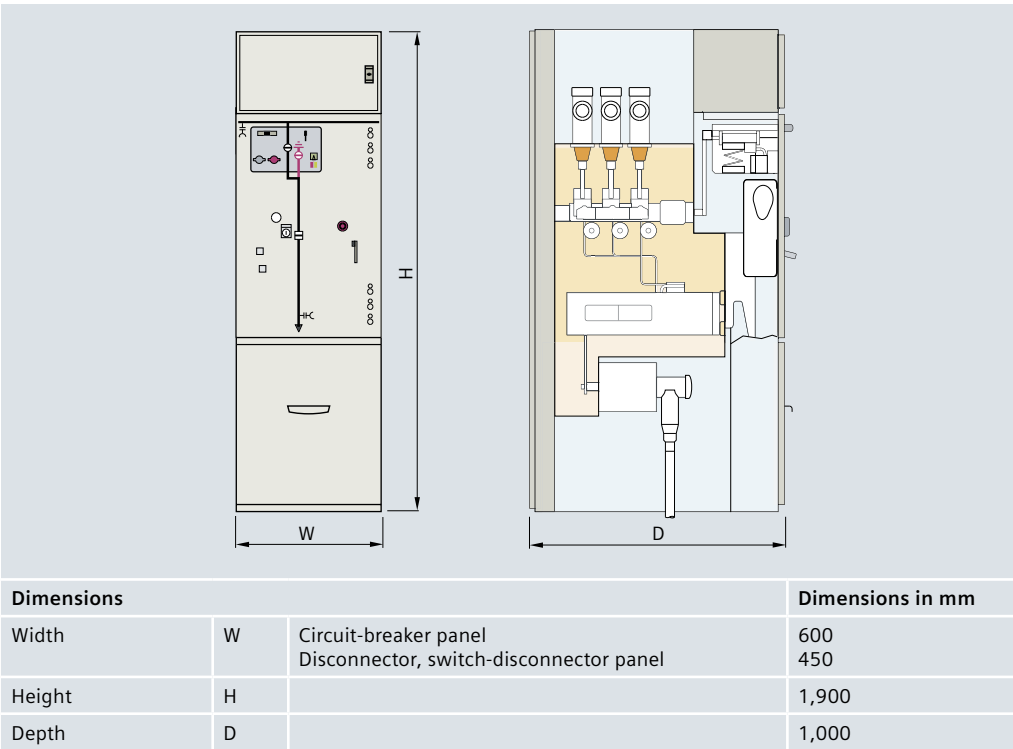 H
W
D
Dimensions Dimensions in mm
Width W Circuit-breaker panel 600
Disconnector, switch-disconnector panel 450
Height H 1,900
Depth D 1,000